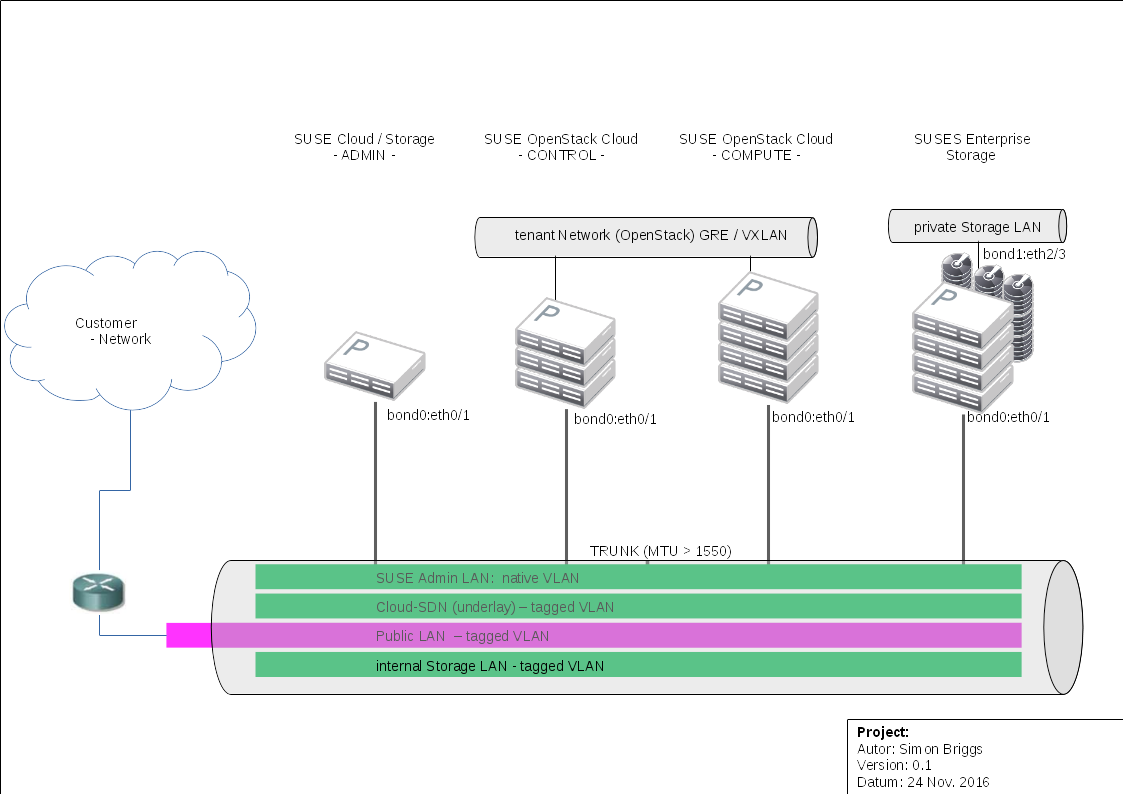 SUSE Cloud / Storage
- ADMIN -
SUSE OpenStack Cloud
- CONTROL -
SUSE OpenStack Cloud
- COMPUTE -
SUSES Enterprise
Storage
tenant Network (OpenStack) GRE / VXLAN
private Storage LAN
bond1:eth2/3
Customer
- Network
P
P
P
P
bond0:eth0/1
bond0:eth0/1
bond0:eth0/1
bond0:eth0/1
TRUNK (MTU > 1550)
SUSE Admin LAN: native VLAN
Cloud-SDN (underlay) – tagged VLAN
Public LAN – tagged VLAN
internal Storage LAN - tagged VLAN
Project:
Autor: Simon Briggs
Version: 0.1
Datum: 24 Nov. 2016